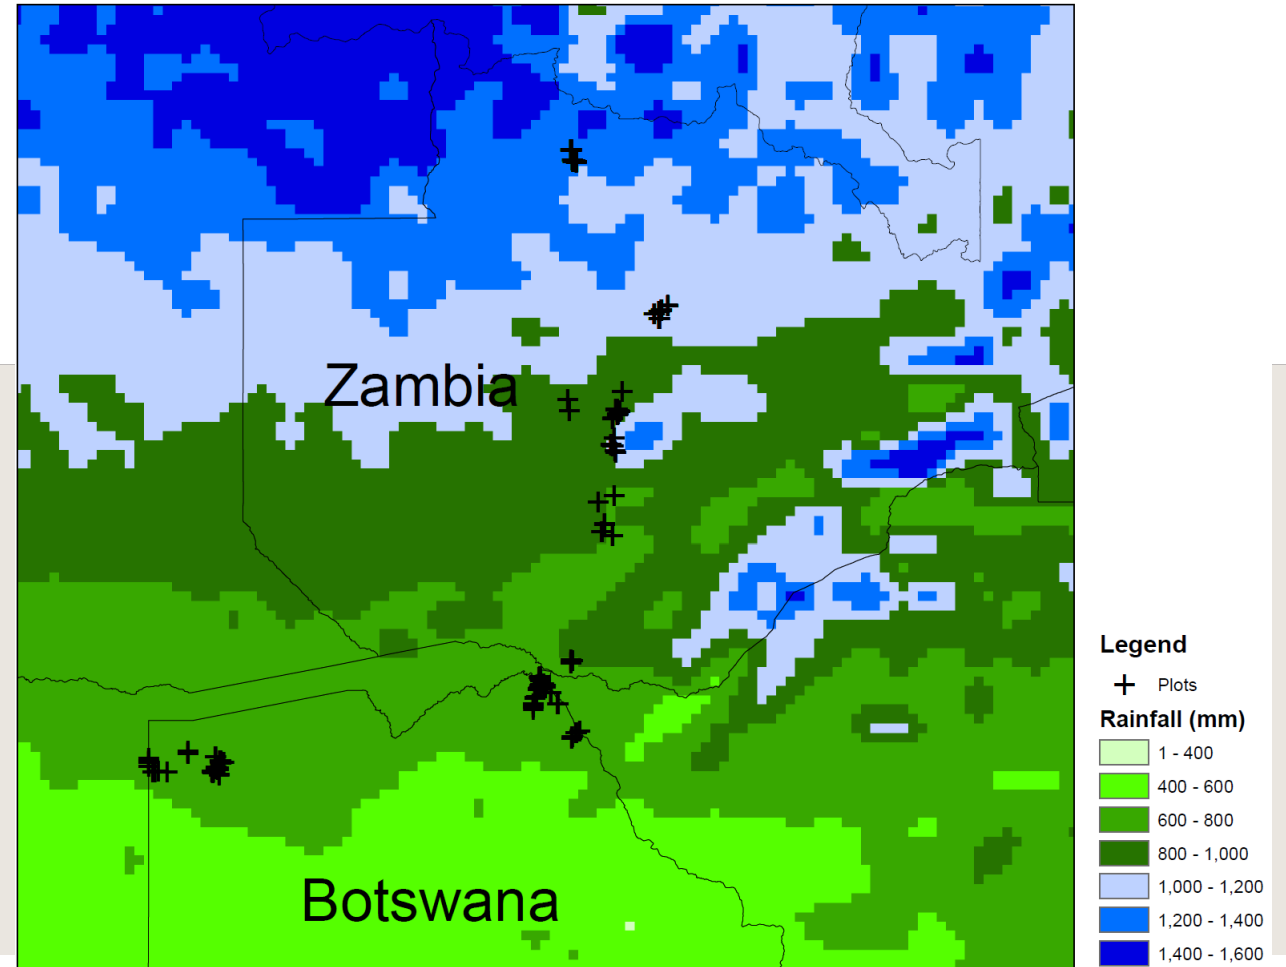 Zambia
Botswana
Legend
Plots
Rainfall (mm)
1 - 400
400 - 600
600 - 800
800 - 1,000
1,000 - 1,200
1,200 - 1,400
1,400 - 1,600